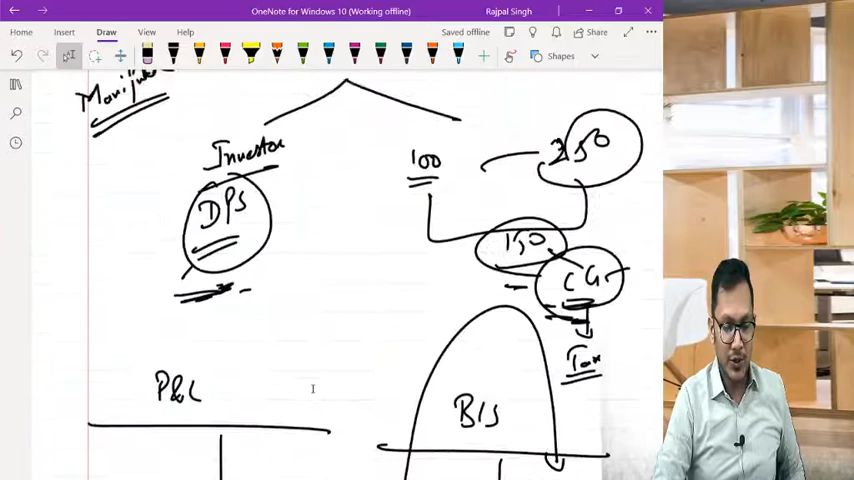 OneNote for Windows 10 (Working offline)
Rajpal Singh
Home Insert Draw View Help
Saved offline
Share
Shapes
Investor
100
250
DPS
150
CG
Tax
P&L
B/S